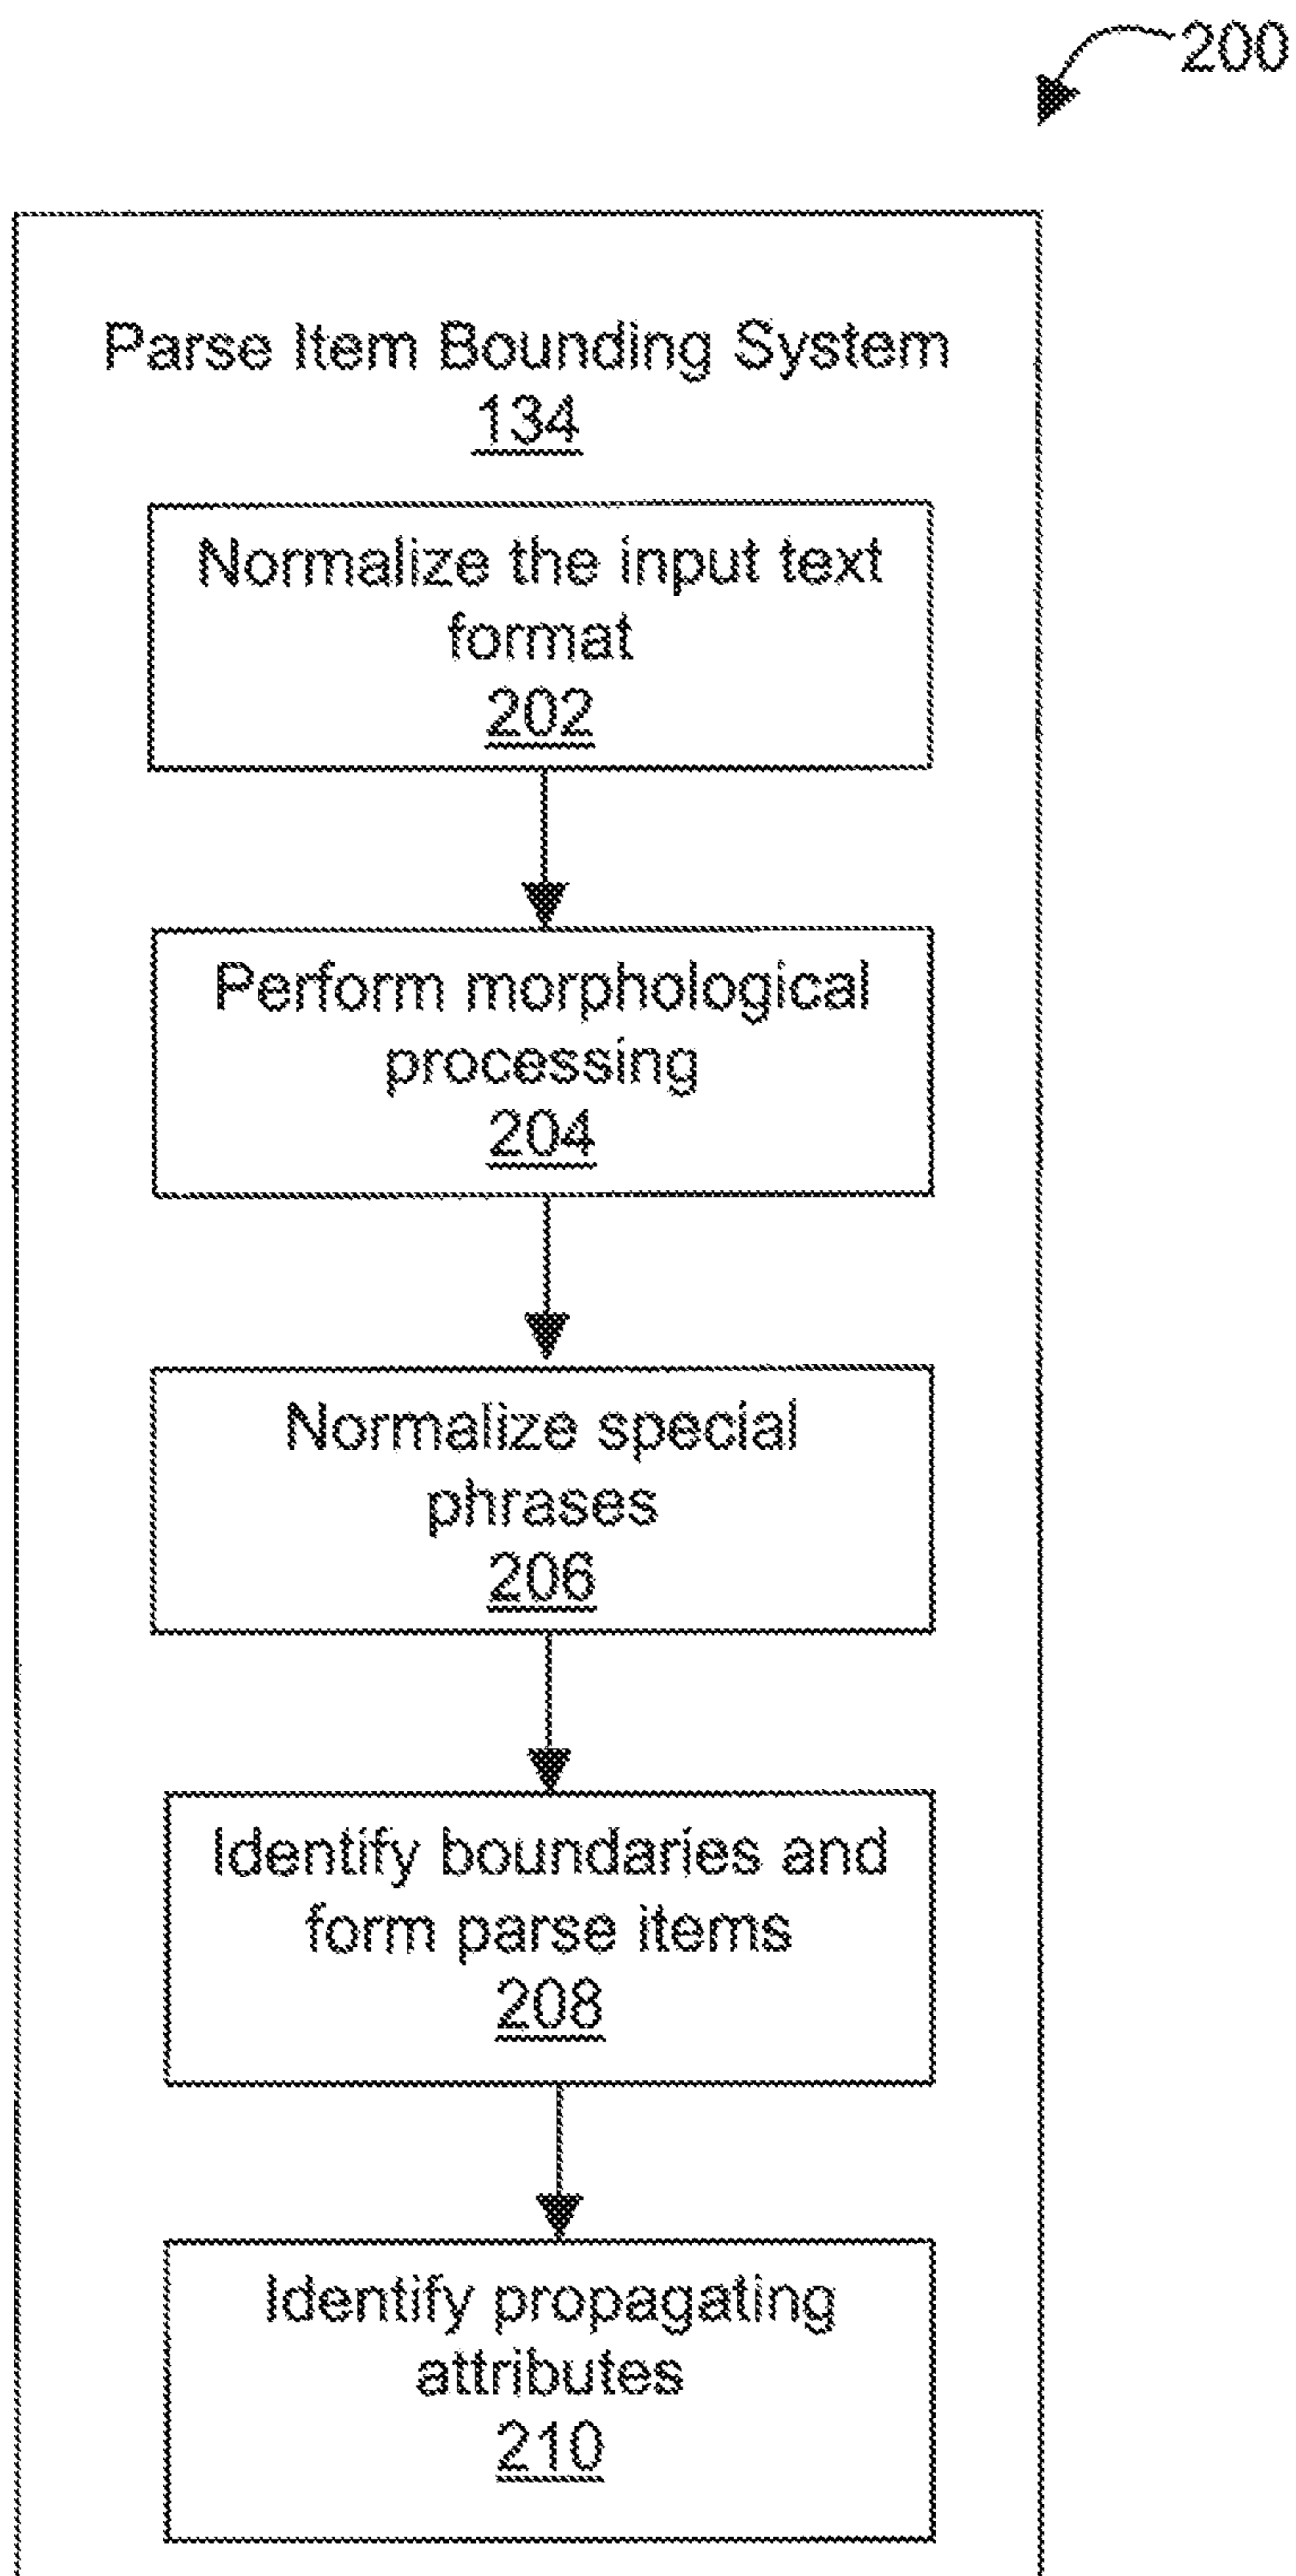 200
Parse Item Bounding System
134
Normalize the input text
format
202
Perform morphological
processing
204
Normalize special
phrases
206
Identify boundaries and
form parse items
208
Identify propagating
attributes
210